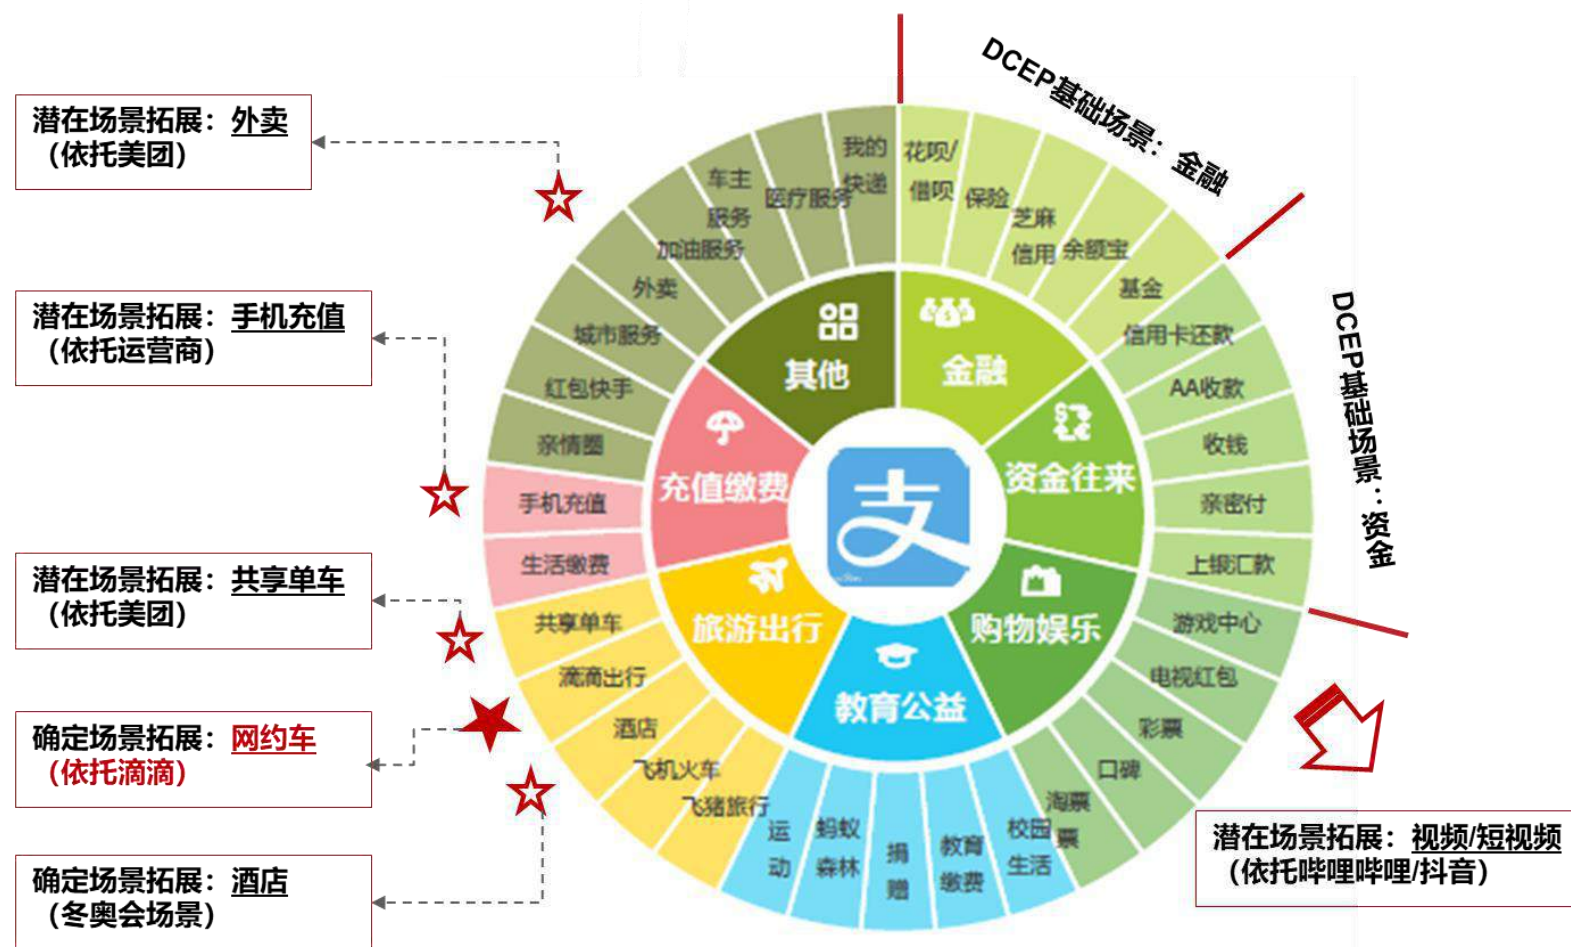 DCEP基础场景：金融
DCEP基础场景：资金
潜在场景拓展：外卖
（依托美团）
潜在场景拓展：手机充值
（依托运营商）
潜在场景拓展：共享单车
（依托美团）
确定场景拓展：网约车
（依托滴滴）
确定场景拓展：酒店
（冬奥会场景）
潜在场景拓展：视频/短视频
（依托哔哩哔哩/抖音）
支
金融
花呗/
借呗
保险
芝麻
信用
余额宝
基金
资金往来
信用卡还款
AA收款
收钱
亲密付
上银汇款
购物娱乐
游戏中心
电视红包
彩票
口碑
淘票
票
教育公益
校园
生活
教育
缴费
捐
赠
蚂蚁
森林
运
动
旅游出行
飞猪旅行
飞机火车
酒店
滴滴出行
共享单车
充值缴费
生活缴费
手机充值
其他
亲情圈
红包快手
城市服务
外卖
加油服务
车主
服务
医疗服务
我的
快递